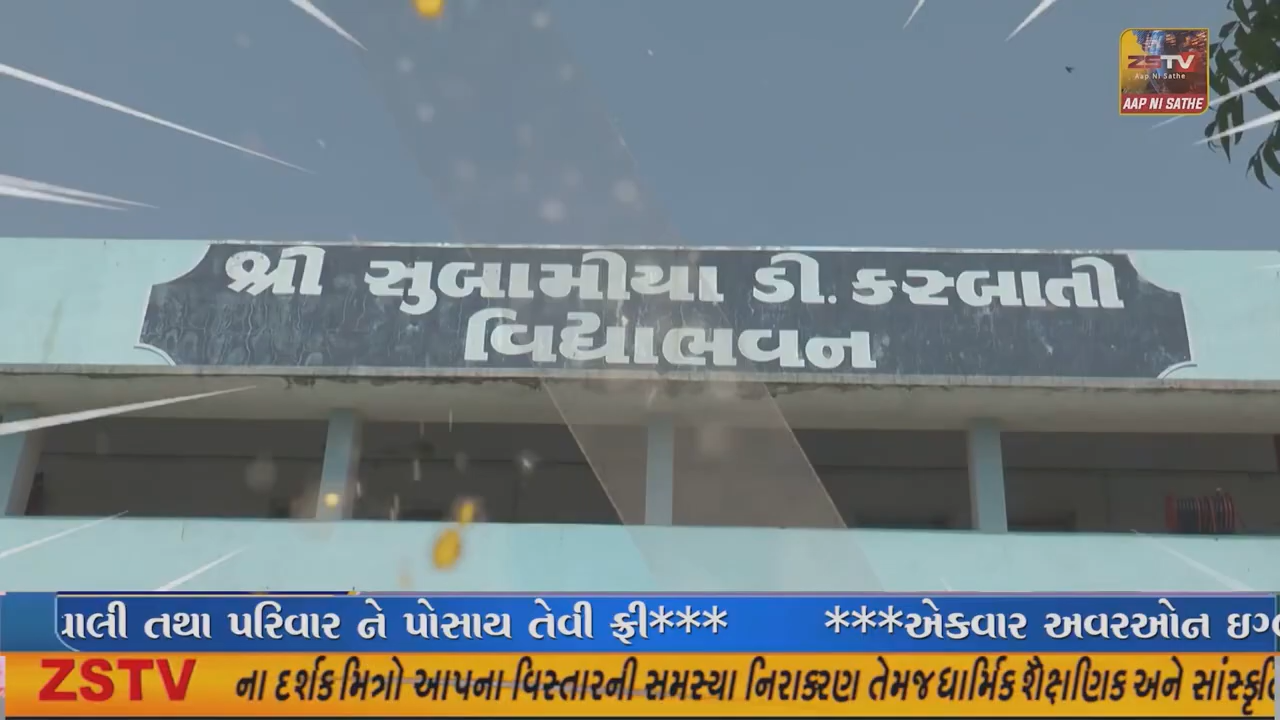 ZSTV
Aap Ni Sathe
AAP NI SATHE
શ્રી સુબામીયા ડી. કરબાતી
વિદ્યાભવન
તથા પરિવાર ને પોસાય તેવી ફ્રી*** ***એકવાર અવરઓન
ZSTV ના દર્શક મિત્રો આપના વિસ્તારની સમસ્યા નિરાકરણ તેમજ ધાર્મિક શૈક્ષણિક અને